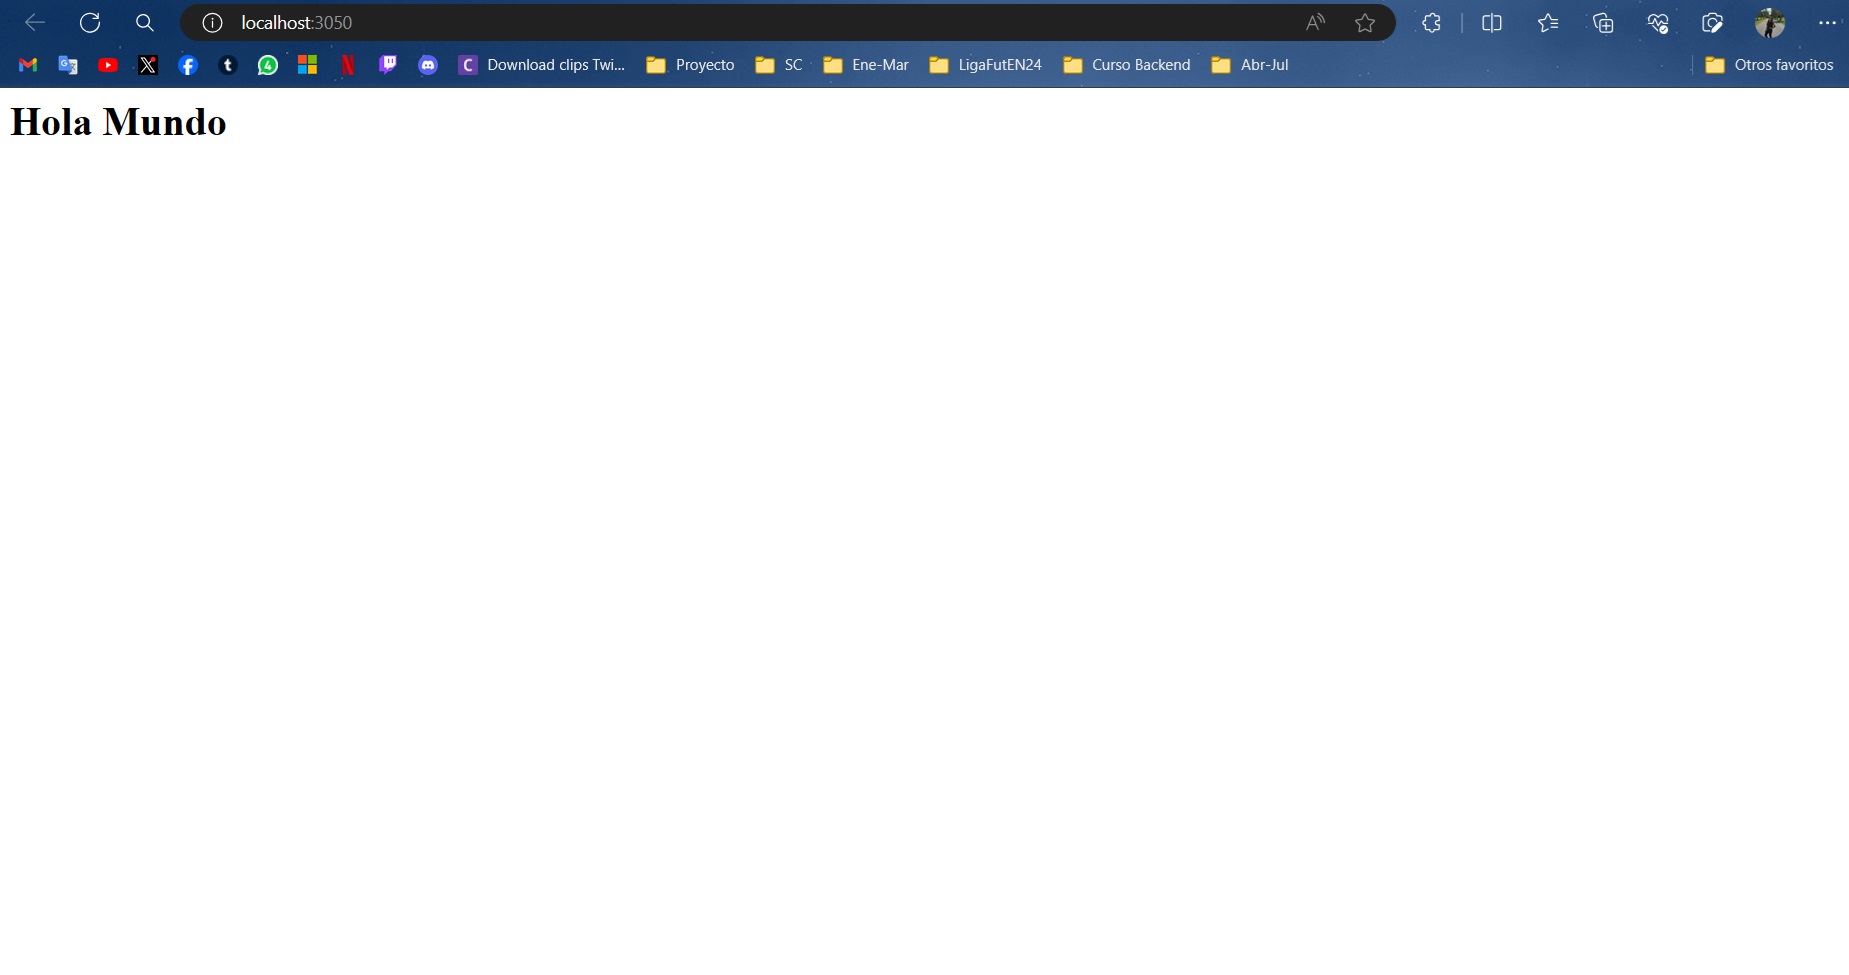 localhost:3050
Download clips Twi... Proyecto SC Ene-Mar LigaFutEN24 Curso Backend Abr-Jul Otros favoritos
Hola Mundo